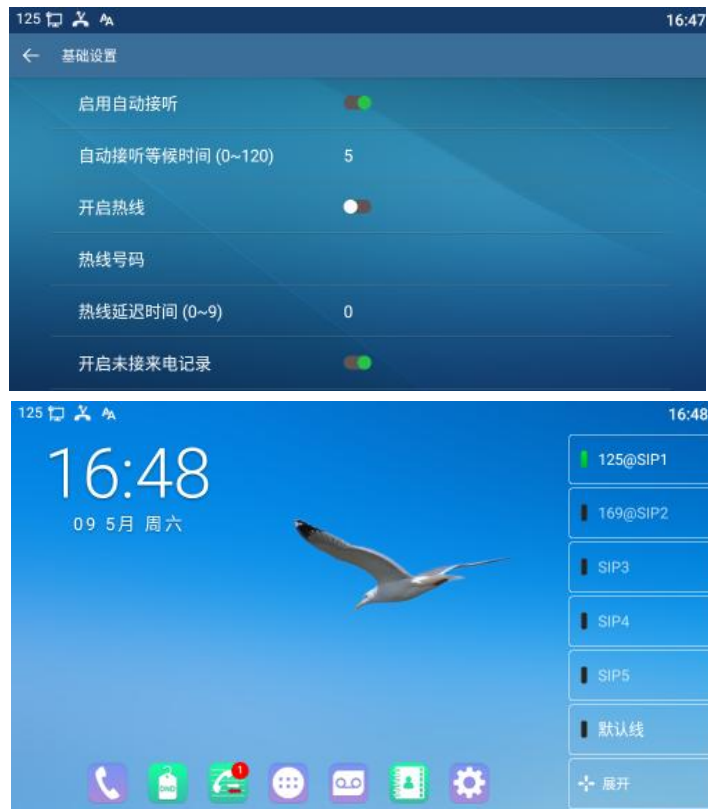 125 16:47
基础设置
启用自动接听
自动接听等候时间 (0~120) 5
开启热线
热线号码
热线延迟时间 (0~9) 0
开启未接来电记录
125 16:48
16:48
09 5月 周六
125@SIP1
169@SIP2
SIP3
SIP4
SIP5
默认线
展开
DND
1